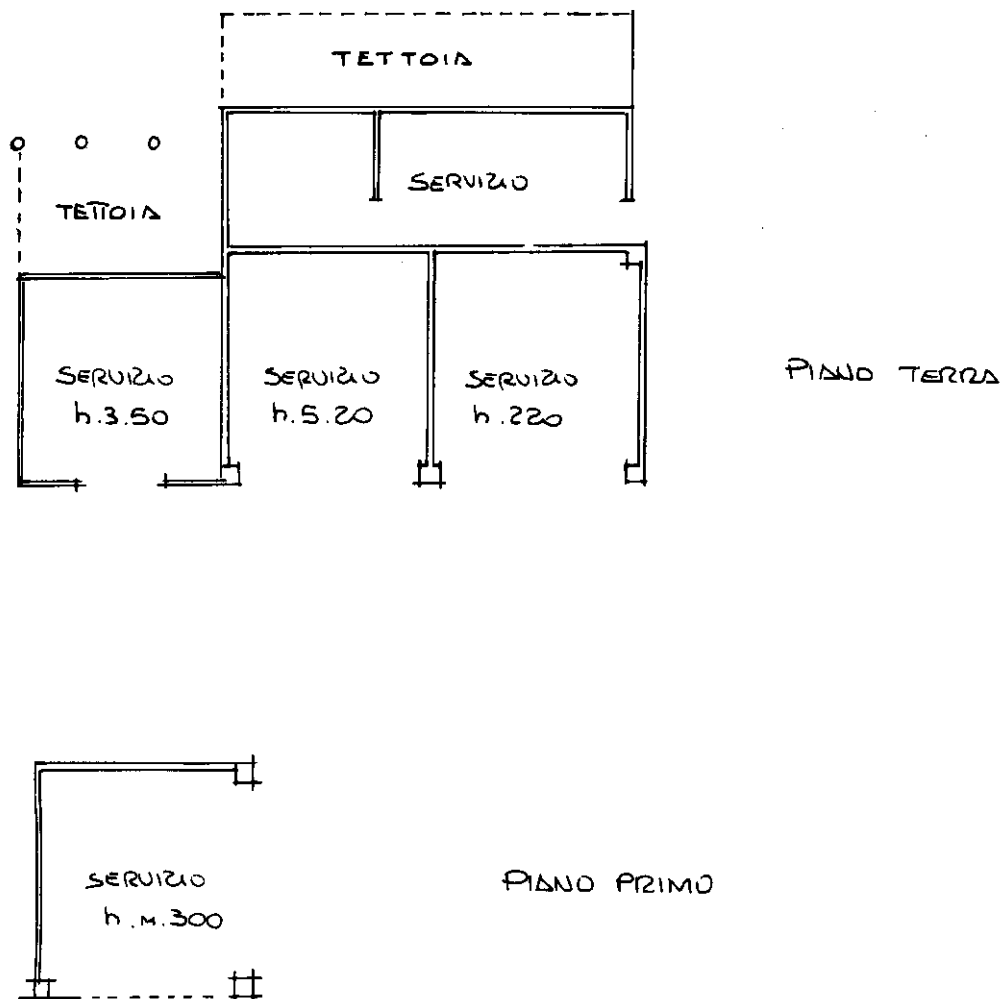 TETTOIA
SERVIZIO
TETTOIA
SERVIZIO
h.3.50
SERVIZIO
h.5.20
SERVIZIO
h.220
PIANO TERRA
SERVIZIO
h.M.300
PIANO PRIMO